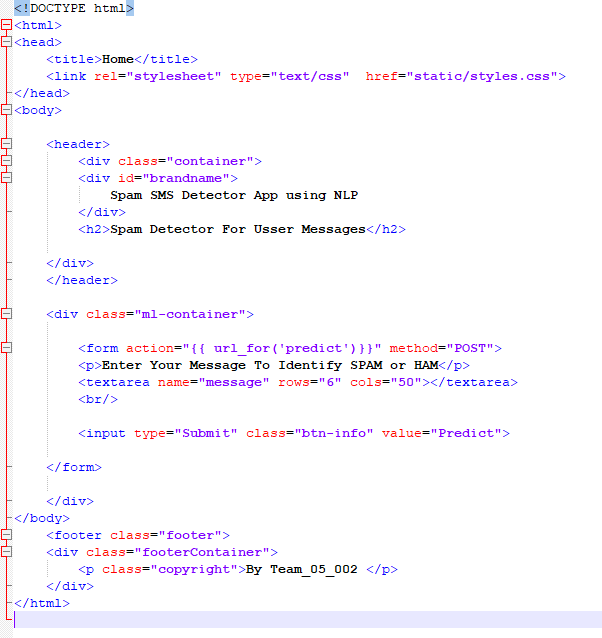 <!DOCTYPE html>
<html>
<head>
    <title>Home</title>
    <link rel="stylesheet" type="text/css"  href="static/styles.css">
</head>
<body>
    <header>
        <div class="container">
        <div id="brandname">
            Spam SMS Detector App using NLP
        </div>
        <h2>Spam Detector For Usser Messages</h2>
    </div>
    </header>
    <div class="ml-container">
        <form action="{{ url_for('predict')}}" method="POST">
        <p>Enter Your Message To Identify SPAM or HAM</p>
        <textarea name="message" rows="6" cols="50"></textarea>
        <br/>
        <input type="Submit" class="btn-info" value="Predict">
    </form>
    </div>
</body>
    <footer class="footer">
    <div class="footerContainer">
        <p class="copyright">By Team_05_002 </p>
    </div>
</html>